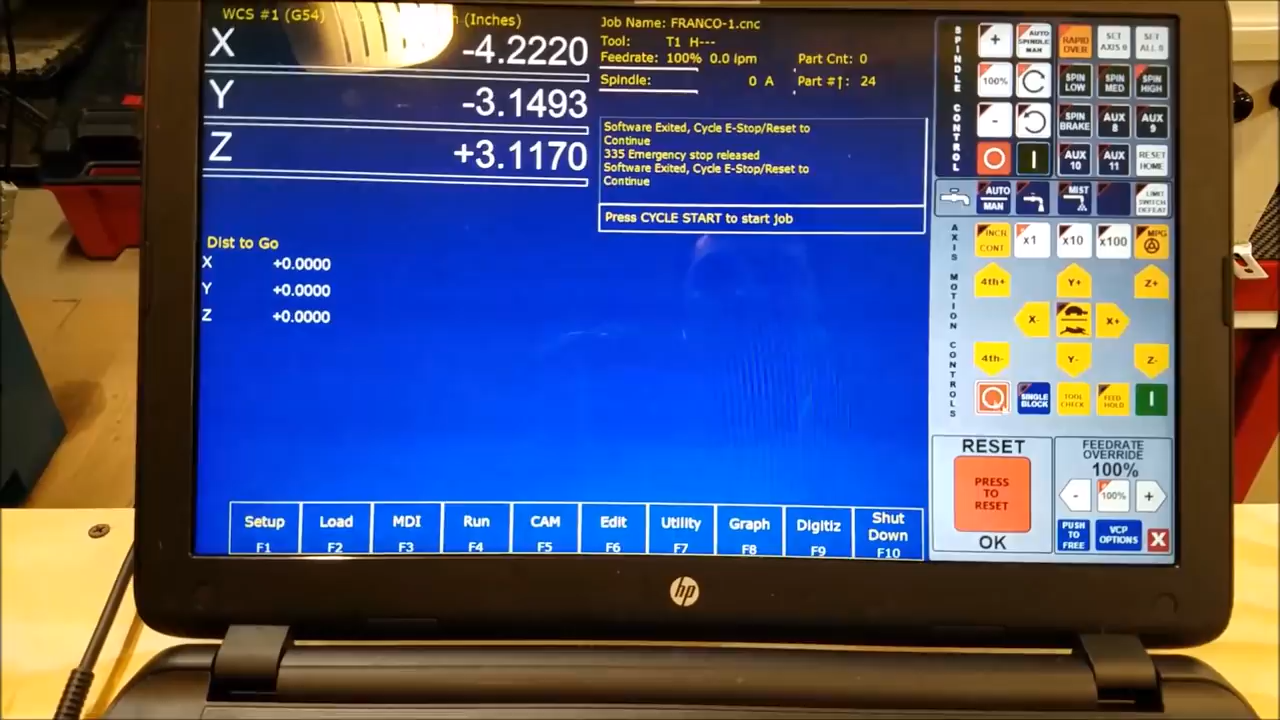 WCS #1 (G54)
(Inches)
X -4.2220
Y -3.1493
Z +3.1170
Job Name: FRANCO-1.cnc
Tool: T1 H---
Feedrate: 100% 0.0 ipm
Part Cnt: 0
Spindle: 0 A
Part #↑: 24
Software Exited, Cycle E-Stop/Reset to
Continue
335 Emergency stop released
Software Exited, Cycle E-Stop/Reset to
Continue
Press CYCLE START to start job
Dist to Go
X +0.0000
Y +0.0000
Z +0.0000
Setup F1
Load F2
MDI F3
Run F4
CAM F5
Edit F6
Utility F7
Graph F8
Digitiz F9
Shut Down F10
SPINDLE CONTROL
+
AUTO SPINDLE MAN
RAPID OVER
SET AXIS 0
SET ALL 0
100%
SPIN LOW
SPIN MED
SPIN HIGH
-
SPIN BRAKE
AUX 8
AUX 9
AUX 10
AUX 11
RESET HOME
AUTO MAN
MIST
LIMIT SWITCH DEFEAT
AXIS MOTION CONTROLS
INCR CONT
x1
x10
x100
MPG
4th+
Y+
Z+
X-
X+
4th-
Y-
Z-
SINGLE BLOCK
TOOL CHECK
FEED HOLD
RESET
PRESS TO RESET
OK
FEEDRATE OVERRIDE
100%
-
100%
+
PUSH TO FREE
VCP OPTIONS
X
hp